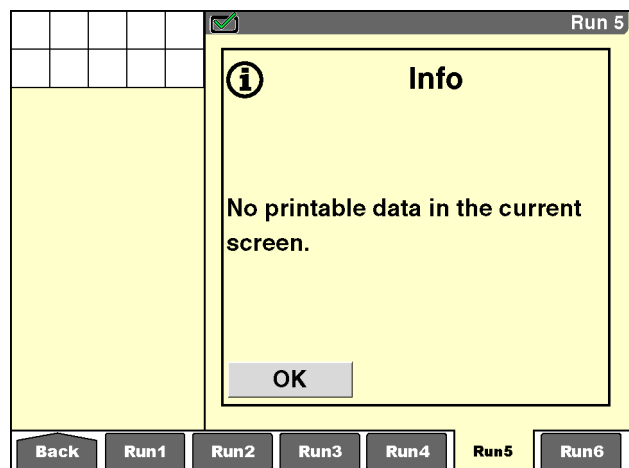 Run 5
Info
No printable data in the current
screen.
OK
Back Run1 Run2 Run3 Run4 Run5 Run6